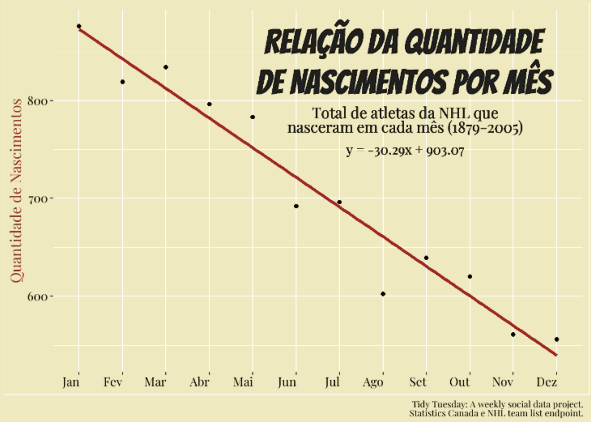 RELAÇÃO DA QUANTIDADE
DE NASCIMENTOS POR MÊS
Total de atletas da NHL que
nasceram em cada mês (1879-2005)
y = -30.29x + 903.07
Quantidade de Nascimentos
800
700
600
Jan Fev Mar Abr Mai Jun Jul Ago Set Out Nov Dez
Tidy Tuesday: A weekly social data project.
Statistics Canada e NHL team list endpoint.